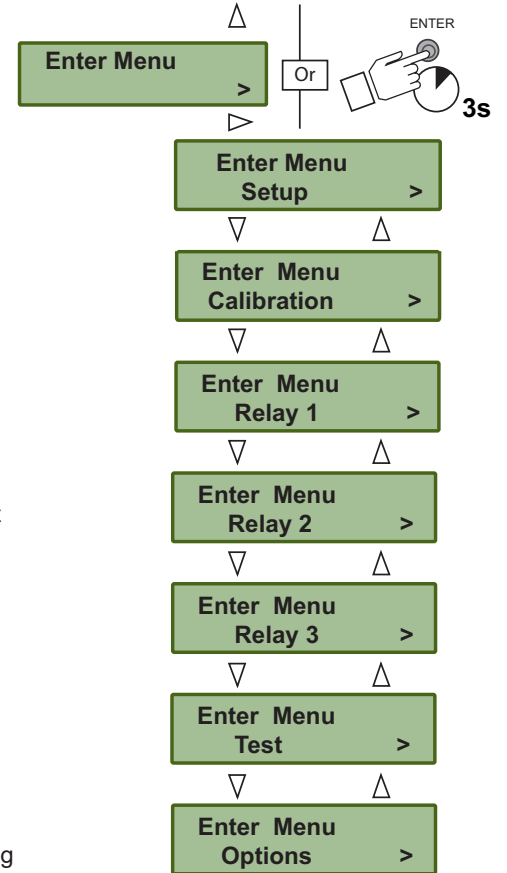 ENTER
Enter Menu
>
Or
3s
Enter Menu
Setup >
Enter Menu
Calibration >
Enter Menu
Relay 1 >
Enter Menu
Relay 2 >
Enter Menu
Relay 3 >
Enter Menu
Test >
Enter Menu
Options >
g